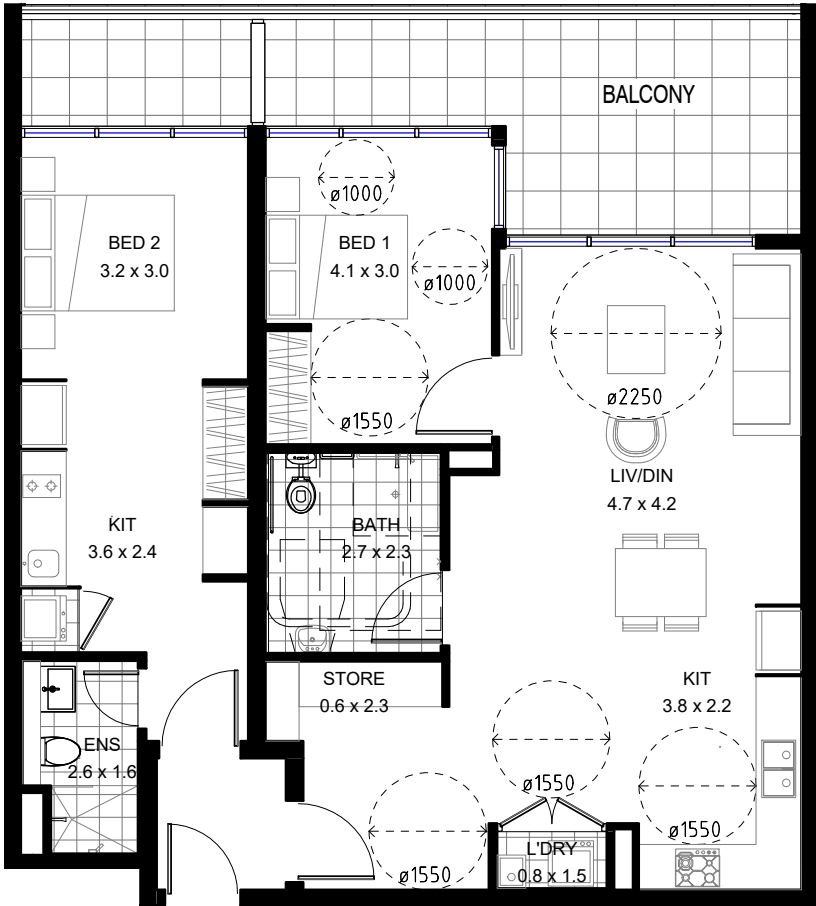 BALCONY
ø1000
BED 2
3.2 x 3.0
BED 1
4.1 x 3.0
ø1000
ø2250
ø1550
LIV/DIN
4.7 x 4.2
KIT
3.6 x 2.4
BATH
2.7 x 2.3
STORE
0.6 x 2.3
KIT
3.8 x 2.2
ENS
2.6 x 1.6
ø1550
ø1550
L'DRY
0.8 x 1.5
ø1550